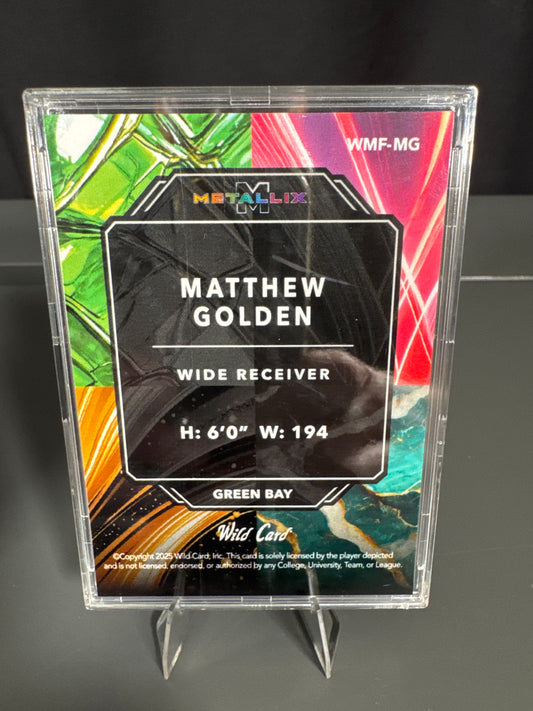 WMF-MG
M
METALLIX
MATTHEW
GOLDEN
WIDE RECEIVER
H: 6'0" W: 194
GREEN BAY
Wild Card
©Copyright 2025 Wild Card, Inc. This card is solely licensed by the player depicted
and is not licensed, endorsed, or authorized by any College, University, Team, or League.